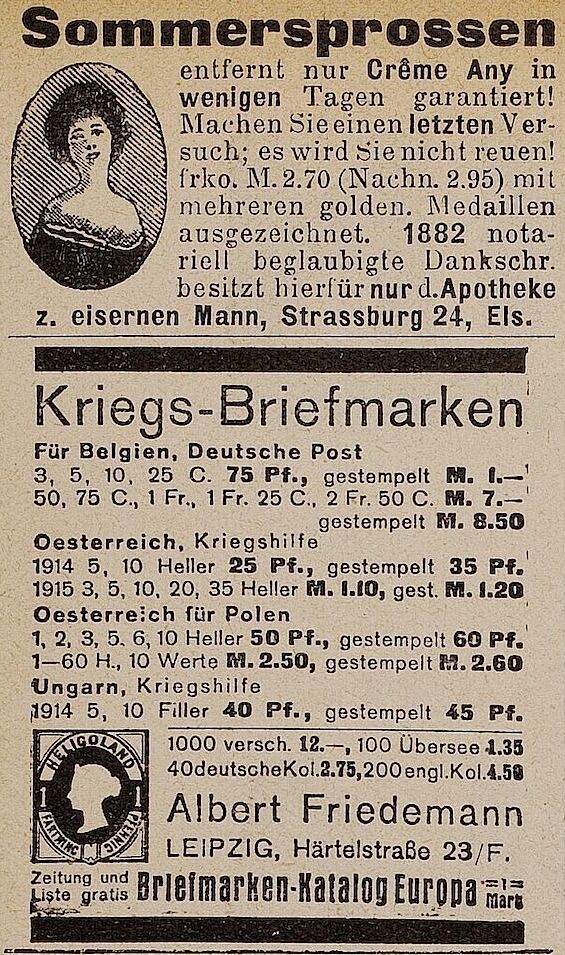 Sommersprossen
entfernt nur Crême Any in
wenigen Tagen garantiert!
Machen Sie einen letzten Ver-
such; es wird Sie nicht reuen!
frko. M. 2.70 (Nachn. 2.95) mit
mehreren golden. Medaillen
ausgezeichnet. 1882 nota-
riell beglaubigte Dankschr.
besitzt hierfür nur d. Apotheke
z. eisernen Mann, Strassburg 24, Els.
Kriegs-Briefmarken
Für Belgien, Deutsche Post
3, 5, 10, 25 C. 75 Pf., gestempelt M. 1.—
50, 75 C., 1 Fr., 1 Fr. 25 C., 2 Fr. 50 C. M. 7.—
gestempelt M. 8.50
Oesterreich, Kriegshilfe
1914 5, 10 Heller 25 Pf., gestempelt 35 Pf.
1915 3, 5, 10, 20, 35 Heller M. 1.10, gest. M. 1.20
Oesterreich für Polen
1, 2, 3, 5, 6, 10 Heller 50 Pf., gestempelt 60 Pf.
1—60 H., 10 Werte M. 2.50, gestempelt M. 2.60
Ungarn, Kriegshilfe
1914 5, 10 Filler 40 Pf., gestempelt 45 Pf.
HELIGOLAND
1 1
FARTHING PFENNIG
1000 versch. 12.—, 100 Übersee 1.35
40 deutsche Kol. 2.75, 200 engl. Kol. 4.50
Albert Friedemann
LEIPZIG, Härtelstraße 23/F.
Zeitung und
Liste gratis
Briefmarken-Katalog Europa =1= Mark